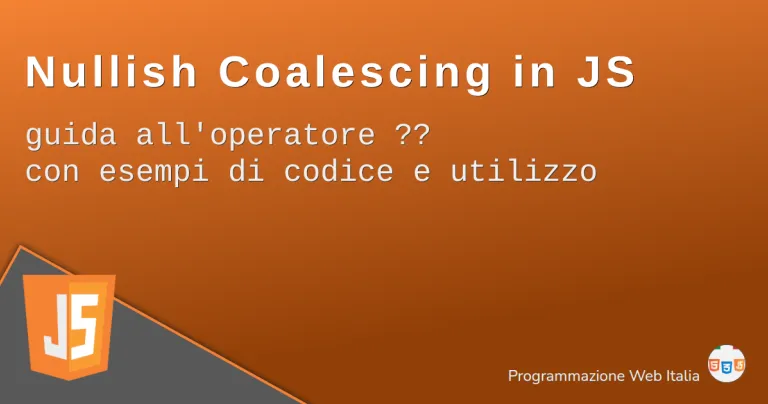 Nullish Coalescing in JS
guida all'operatore ??
con esempi di codice e utilizzo
JS
Programmazione Web Italia